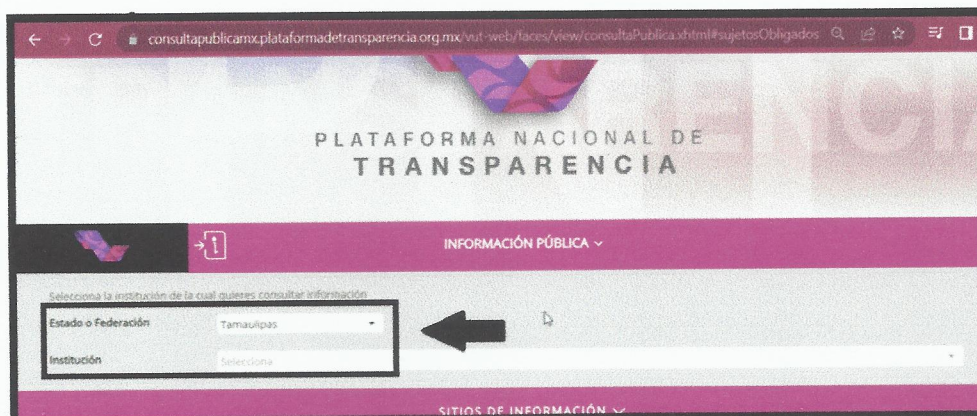 consultapublicamx.plataformadetransparencia.org.mx/vut-web/faces/view/consultaPublica.xhtml#sujetosObligados
PLATAFORMA NACIONAL DE
TRANSPARENCIA
INFORMACIÓN PÚBLICA
Selecciona la institución de la cual quieres consultar información
Estado o Federación Tamaulipas
Institución Selecciona
SITIOS DE INFORMACIÓN